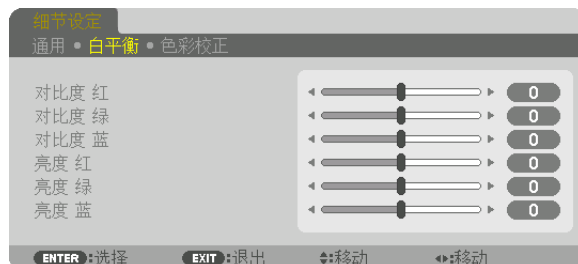 细节设定
通用 • 白平衡 • 色彩校正
对比度 红 0
对比度 绿 0
对比度 蓝 0
亮度 红 0
亮度 绿 0
亮度 蓝 0
ENTER:选择 EXIT:退出 :移动 :移动